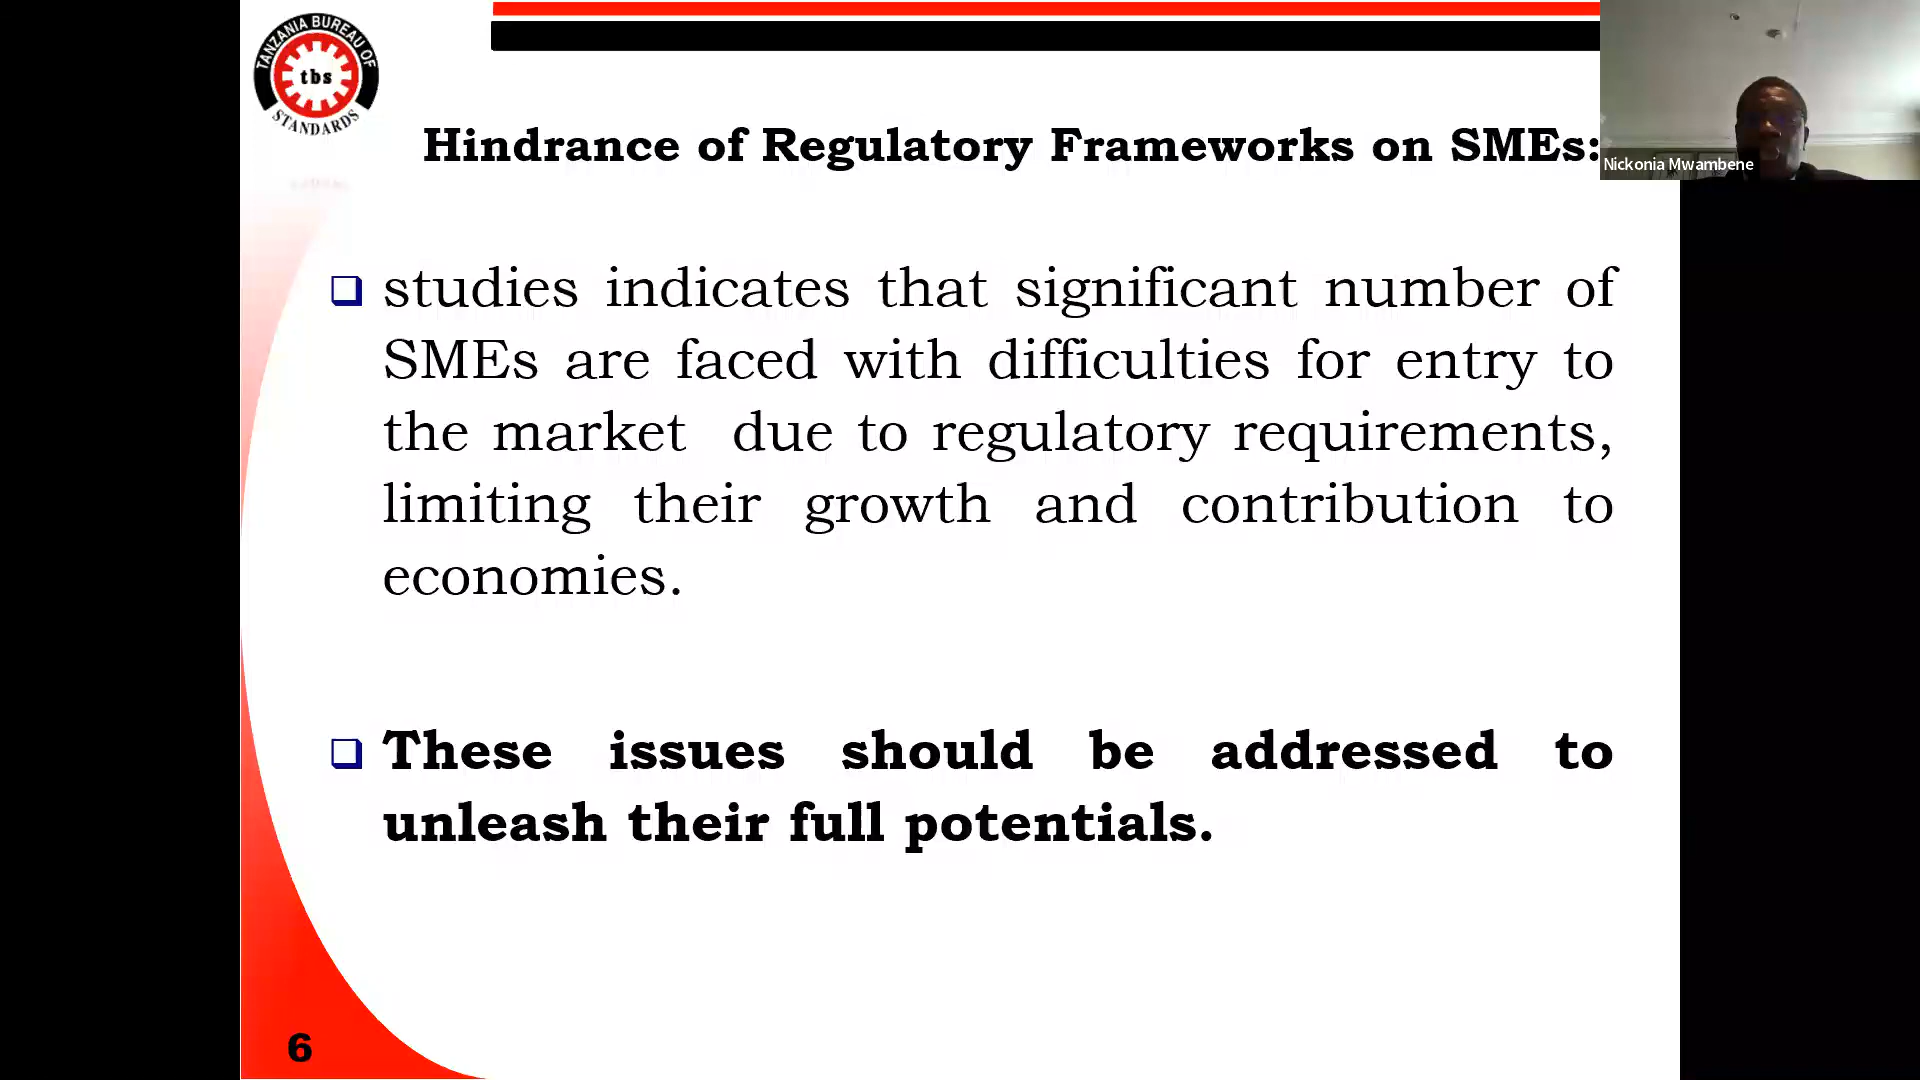 TANZANIA BUREAU OF
tbs
STANDARDS
Hindrance of Regulatory Frameworks on SMEs:
Nickonia Mwambene
❑ studies indicates that significant number of
SMEs are faced with difficulties for entry to
the market due to regulatory requirements,
limiting their growth and contribution to
economies.
❑ These issues should be addressed to
unleash their full potentials.
6